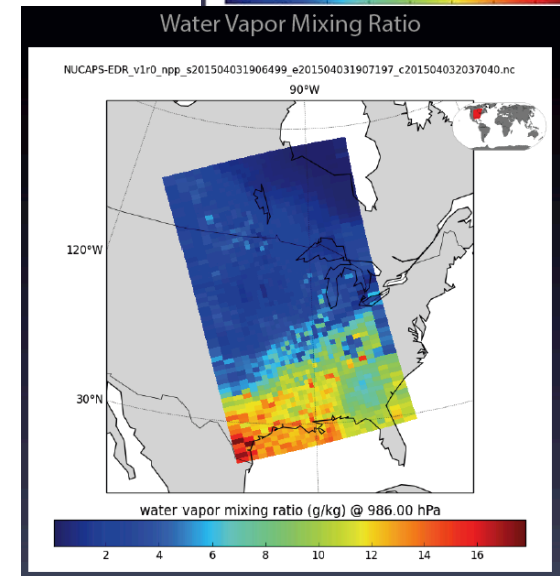 Water Vapor Mixing Ratio
NUCAPS-EDR_v1r0_npp_s201504031906499_e201504031907197_c201504032037040.nc
90°W
120°W
30°N
water vapor mixing ratio (g/kg) @ 986.00 hPa
2 4 6 8 10 12 14 16